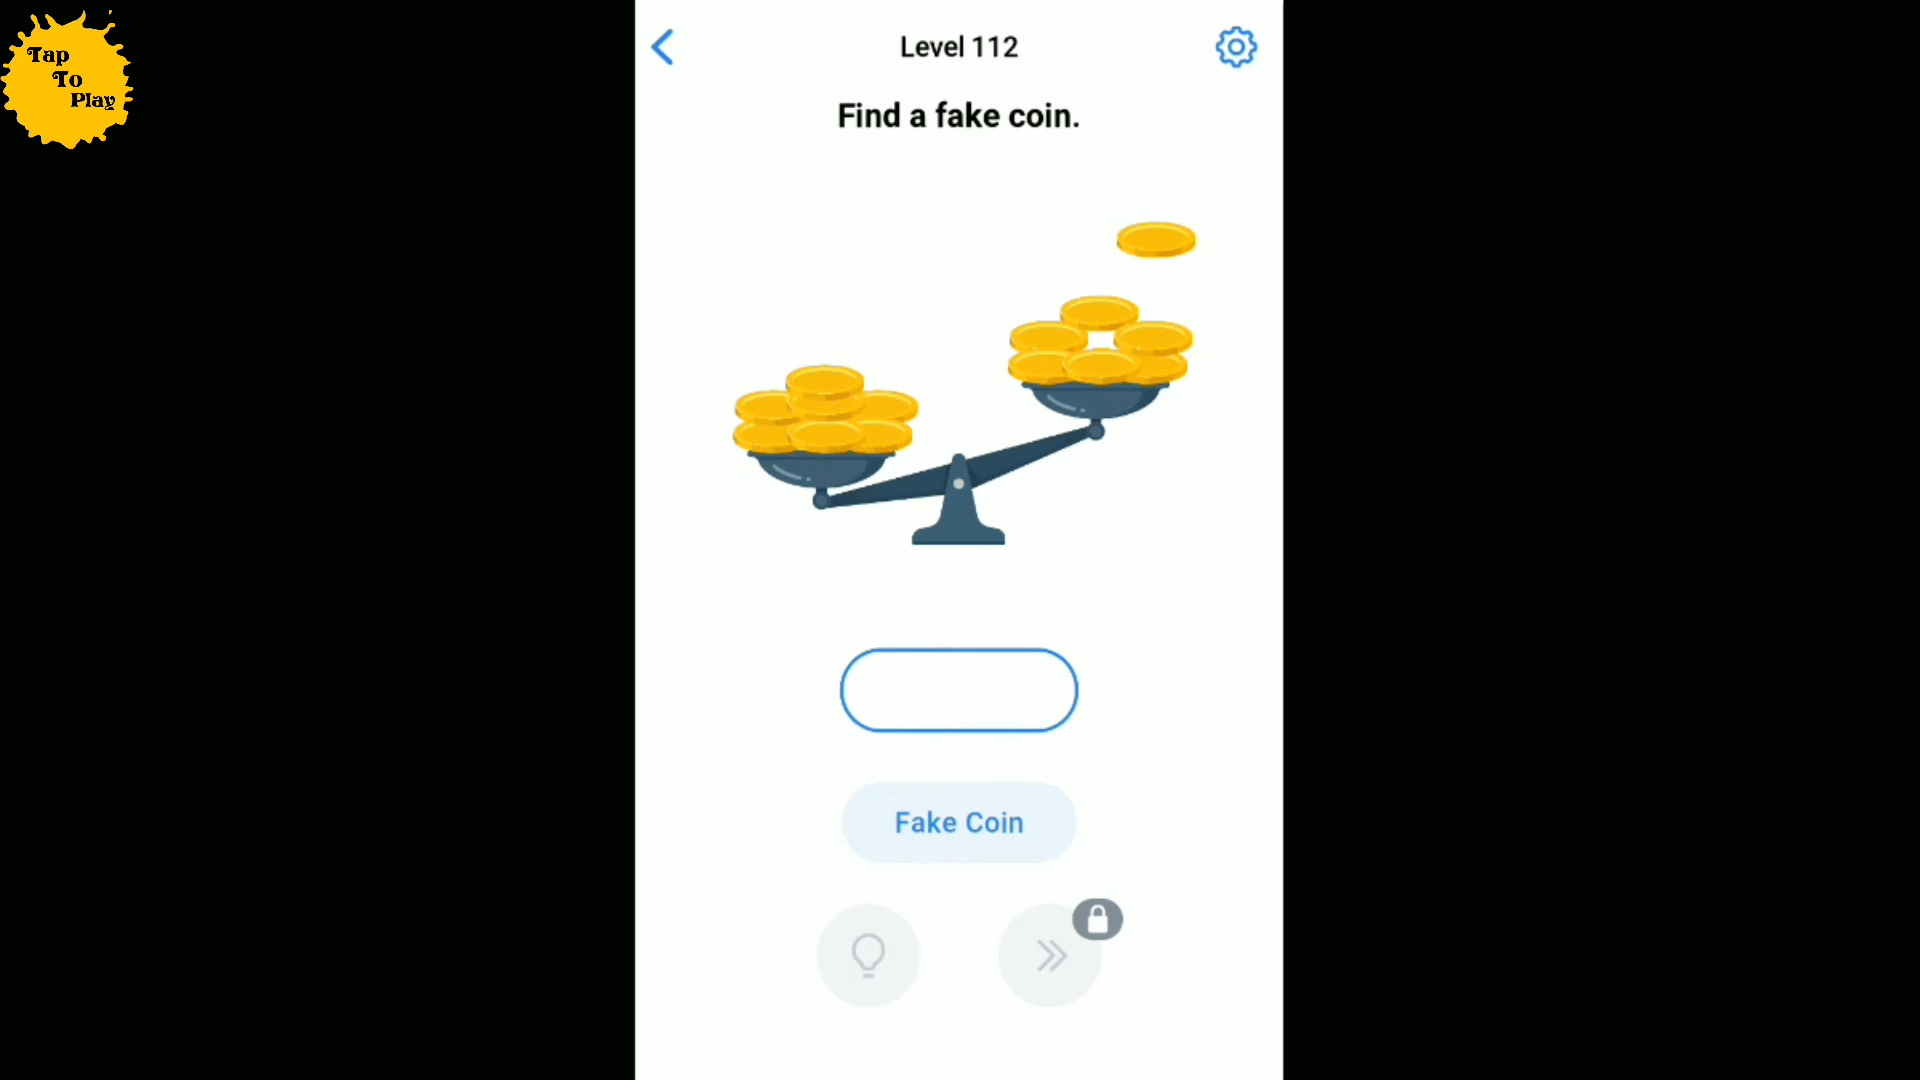 Tap
To
Play
Level 112
Find a fake coin.
Fake Coin